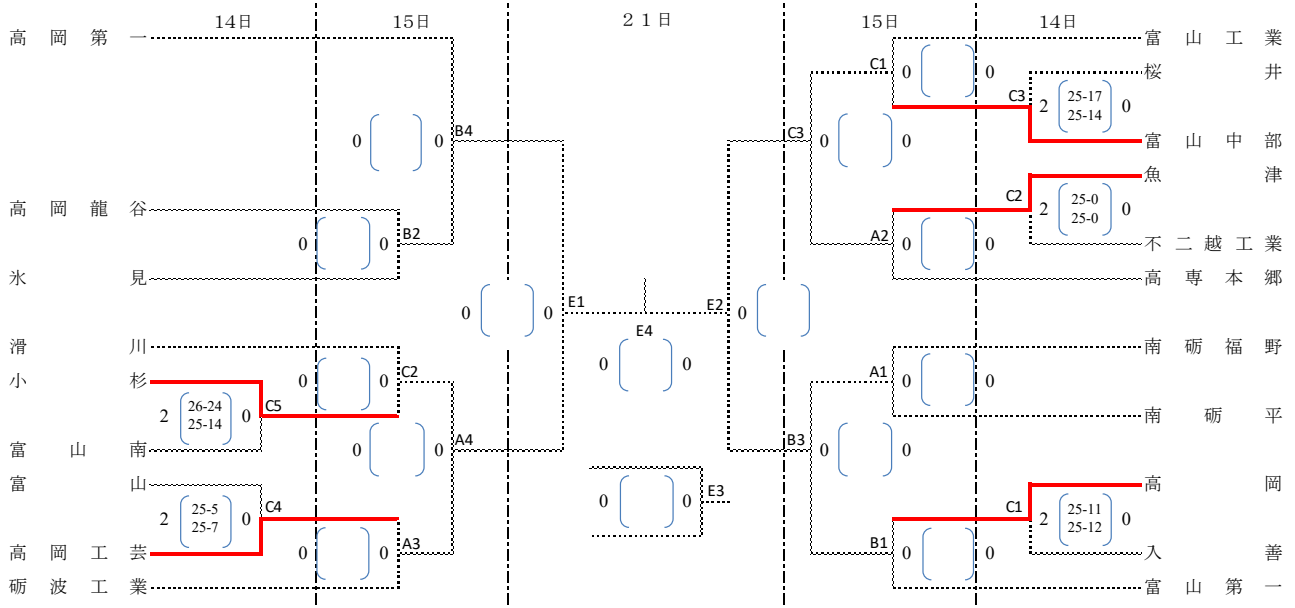 14日 15日 21日 15日 14日
高岡第一 富山工業
C1 0 0 桜井
C3 2 25-17 0
25-14
B4 0 0 C3 0 0 富山中部
魚津
高岡龍谷 C2 2 25-0 0
25-0
B2 0 0 A2 0 0 不二越工業
氷見 高専本郷
0 0 E1 E2 0
E4
滑川 南砺福野
0 0
小杉 0 0 C2 A1 0 0
2 26-24 0 C5 南砺平
25-14
富山南 0 0 A4 B3 0 0
富山 高岡
0 0 E3
2 25-5 0 C4 C1 2 25-11 0
25-7 25-12
高岡工芸 0 0 A3 B1 0 0 入善
砺波工業 富山第一